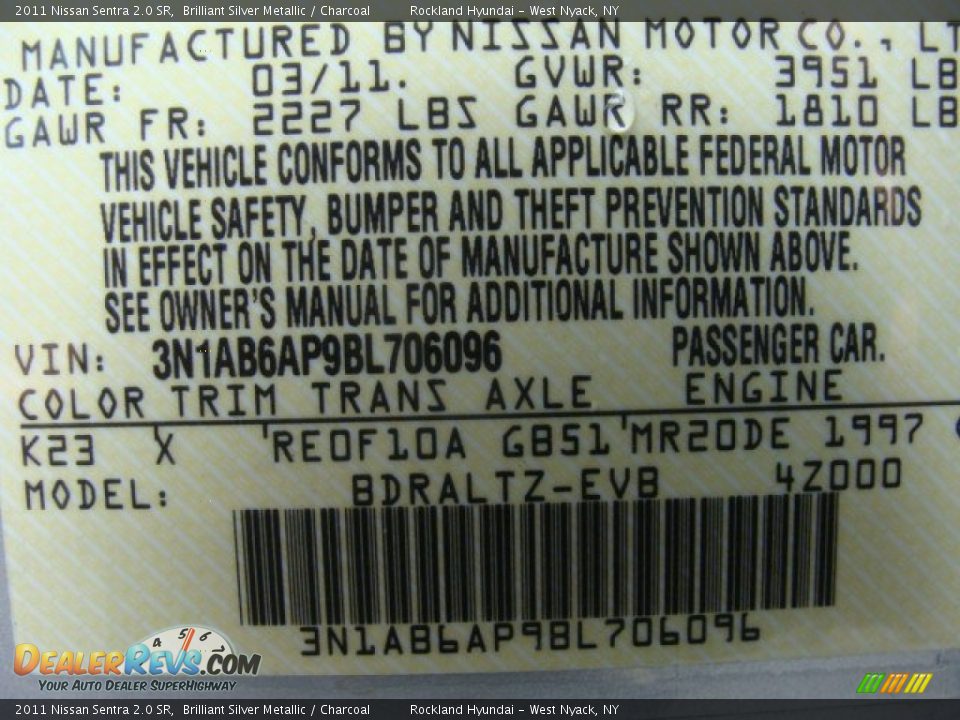 2011 Nissan Sentra 2.0 SR, Brilliant Silver Metallic / Charcoal Rockland Hyundai - West Nyack, NY
MANUFACTURED BY NISSAN MOTOR CO., LT
DATE: 03/11. GVWR: 3951 LB
GAWR FR: 2227 LBS GAWR RR: 1810 LB
THIS VEHICLE CONFORMS TO ALL APPLICABLE FEDERAL MOTOR
VEHICLE SAFETY, BUMPER AND THEFT PREVENTION STANDARDS
IN EFFECT ON THE DATE OF MANUFACTURE SHOWN ABOVE.
SEE OWNER'S MANUAL FOR ADDITIONAL INFORMATION.
VIN: 3N1AB6AP9BL706096 PASSENGER CAR.
COLOR TRIM TRANS AXLE ENGINE
K23 X RE0F10A GB51 MR20DE 1997
MODEL: BDRALTZ-EVB 4Z000
3N1AB6AP9BL706096
4 5 6
DEALERREVS.COM
YOUR AUTO DEALER SUPERHIGHWAY
2011 Nissan Sentra 2.0 SR, Brilliant Silver Metallic / Charcoal Rockland Hyundai - West Nyack, NY